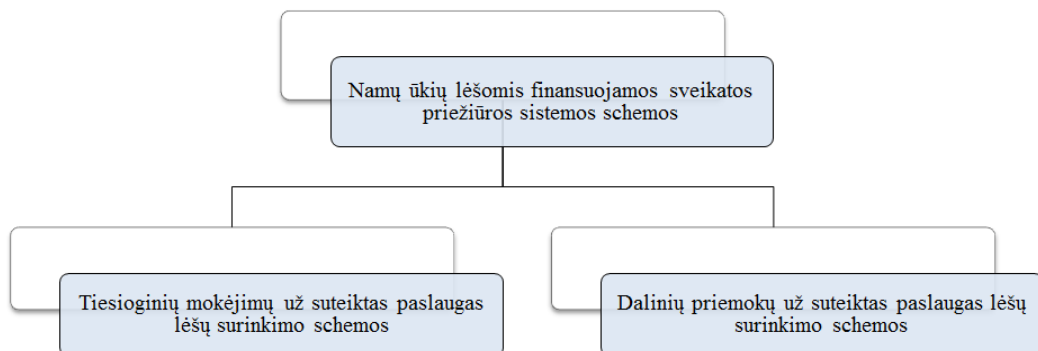 Namų ūkių lėšomis finansuojamos sveikatos
priežiūros sistemos schemos
Tiesioginių mokėjimų už suteiktas paslaugas
lėšų surinkimo schemos
Dalinių priemokų už suteiktas paslaugas lėšų
surinkimo schemos